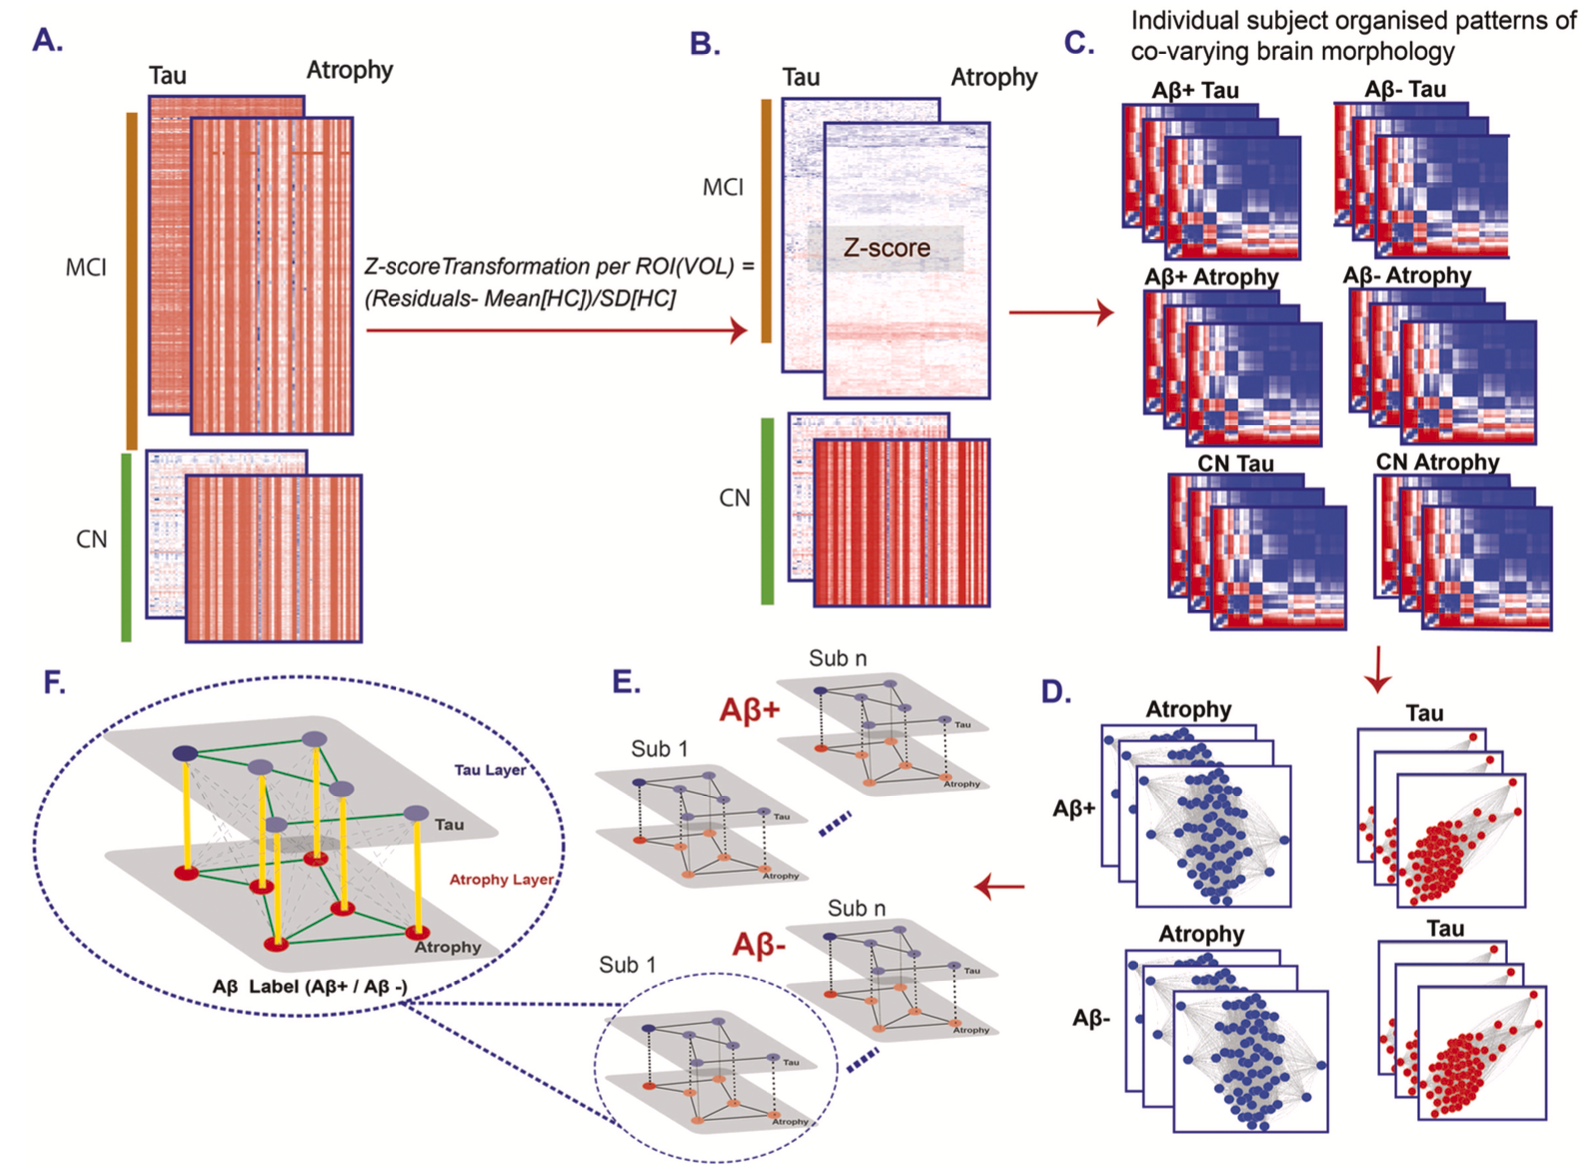 A.
Tau
Atrophy
MCI
CN
Z-scoreTransformation per ROI(VOL) =
(Residuals- Mean[HC])/SD[HC]
B.
Tau
Atrophy
MCI
Z-score
CN
C.
Individual subject organised patterns of
co-varying brain morphology
Aβ+ Tau
Aβ- Tau
Aβ+ Atrophy
Aβ- Atrophy
CN Tau
CN Atrophy
D.
Atrophy
Tau
Aβ+
Atrophy
Tau
Aβ-
E.
Sub n
Aβ+
Tau
Atrophy
Sub 1
Tau
Atrophy
Sub n
Aβ-
Tau
Atrophy
Sub 1
Tau
Atrophy
F.
Tau Layer
Tau
Atrophy Layer
Atrophy
Aβ Label (Aβ+ / Aβ -)